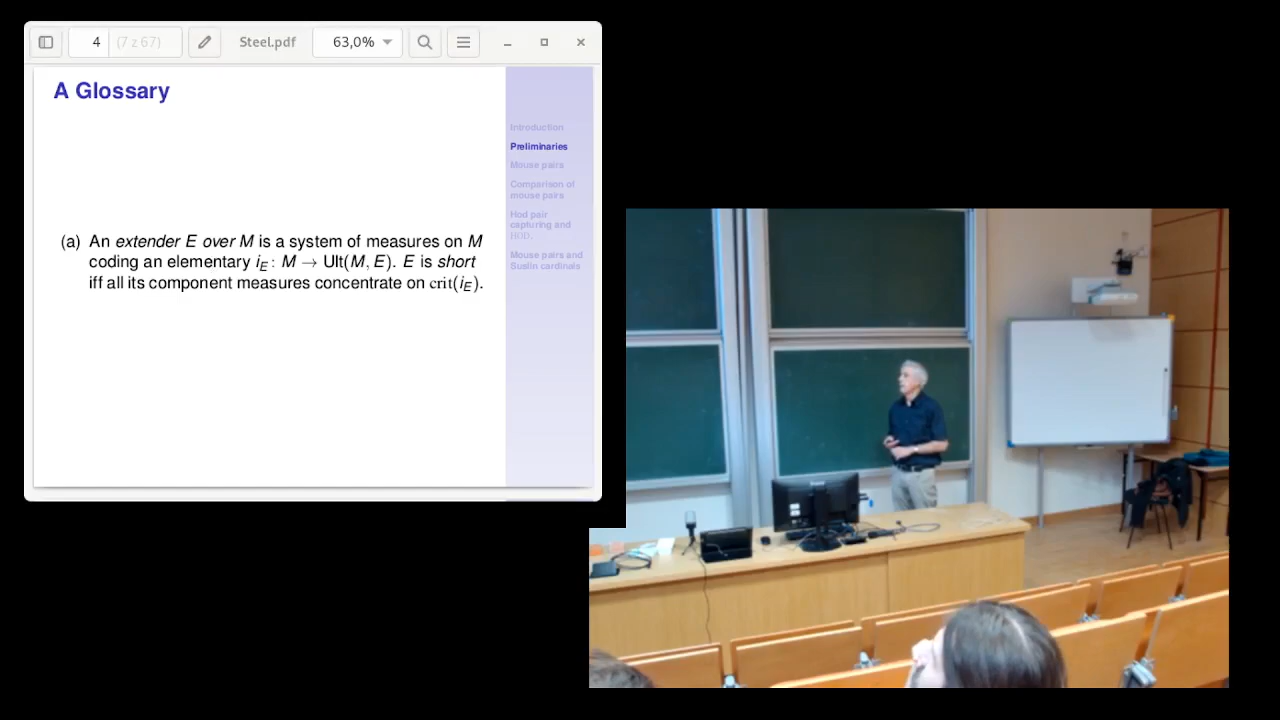 4 (7 z 67) Steel.pdf 63,0%
A Glossary
(a) An extender E over M is a system of measures on M
coding an elementary i_E : M → Ult(M, E). E is short
iff all its component measures concentrate on crit(i_E).
Introduction
Preliminaries
Mouse pairs
Comparison of
mouse pairs
Hod pair
capturing and
HOD.
Mouse pairs and
Suslin cardinals